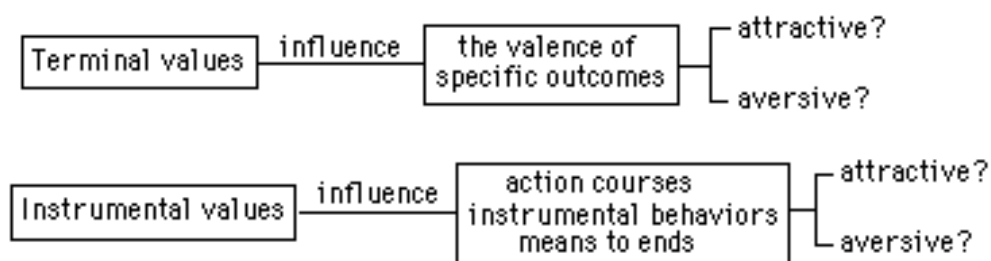 Terminal values
influence
the valence of
specific outcomes
attractive?
aversive?
Instrumental values
influence
action courses
instrumental behaviors
means to ends
attractive?
aversive?